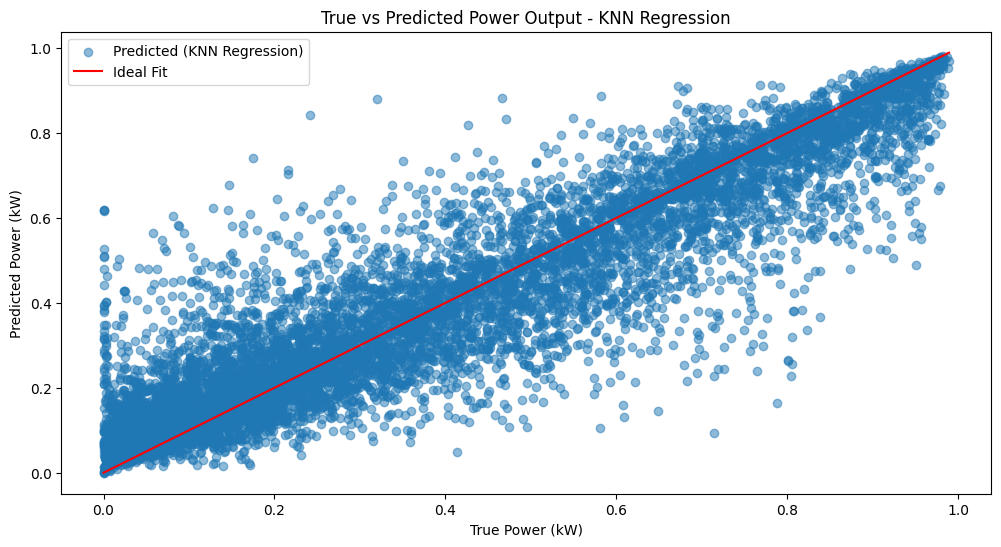 True vs Predicted Power Output - KNN Regression
Predicted (KNN Regression)
Ideal Fit
Predicted Power (kW)
1.0
0.8
0.6
0.4
0.2
0.0
0.0 0.2 0.4 0.6 0.8 1.0
True Power (kW)